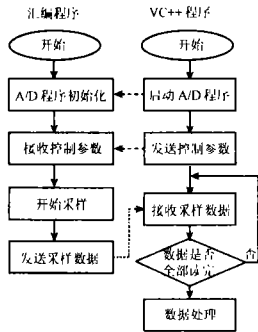 汇编程序
VC++程序
开始
开始
A/D程序初始化
启动A/D程序
接收控制参数
发送控制参数
开始采样
接收采样数据
发送采样数据
数据是否
全部读完
否
数据处理